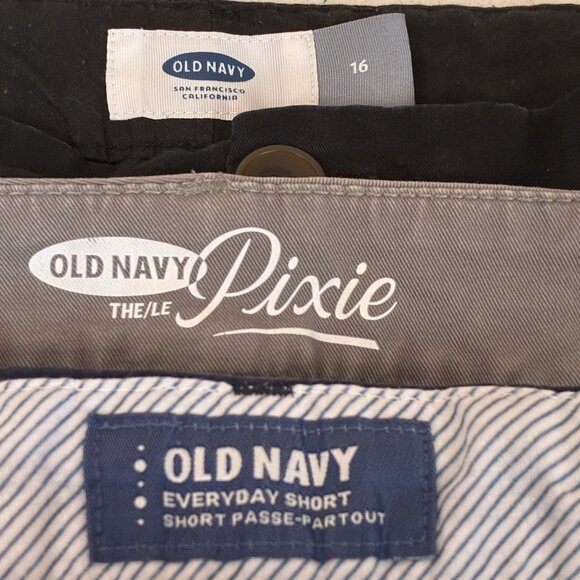 OLD NAVY
SAN FRANCISCO
CALIFORNIA
16
OLD NAVY
THE/LE Pixie
OLD NAVY
EVERYDAY SHORT
SHORT PASSE-PARTOUT